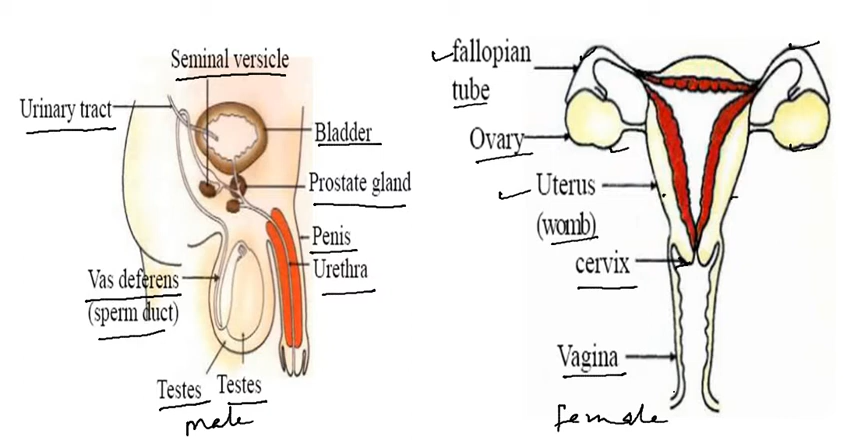 Seminal versicle
Urinary tract
Bladder
Prostate gland
Penis
Urethra
Vas deferens
(sperm duct)
Testes
Testes
male
fallopian
tube
Ovary
Uterus
(womb)
cervix
Vagina
female